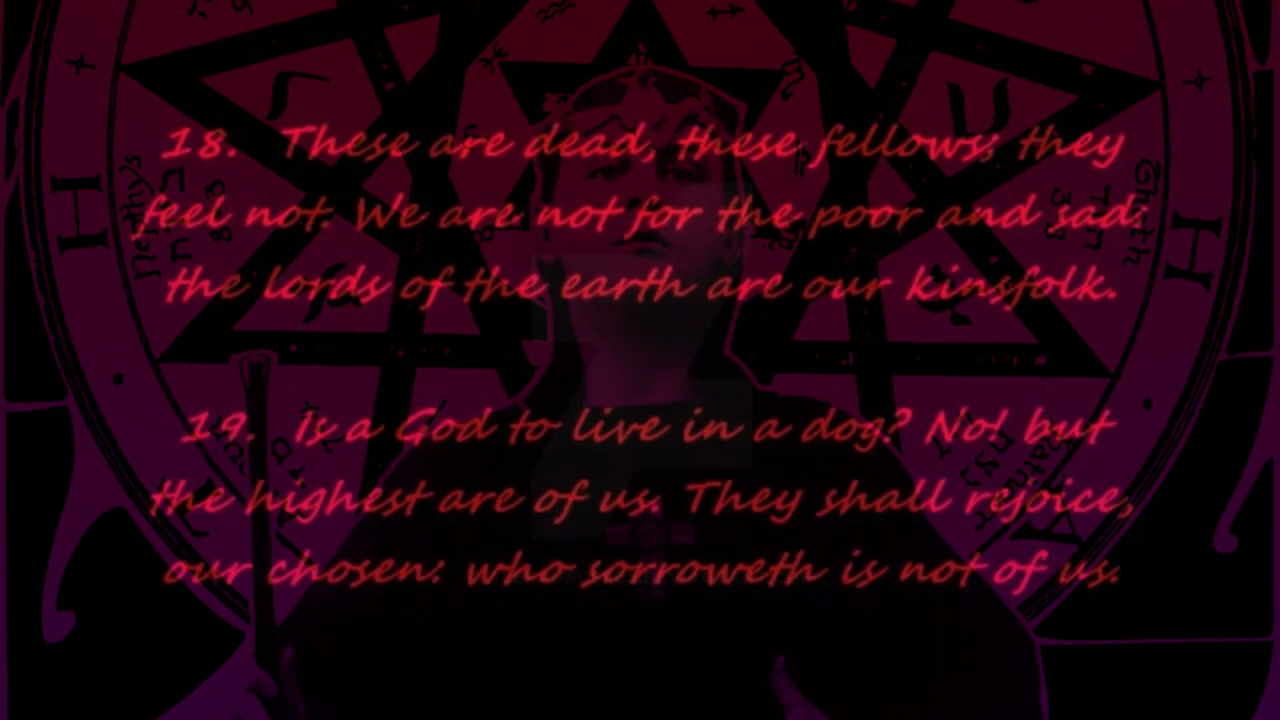 18. These are dead, these fellows; they
feel not. We are not for the poor and sad:
the lords of the earth are our kinsfolk.
19. Is a God to live in a dog? No! but
the highest are of us. They shall rejoice,
our chosen: who sorroweth is not of us.
H
H
Nephthys